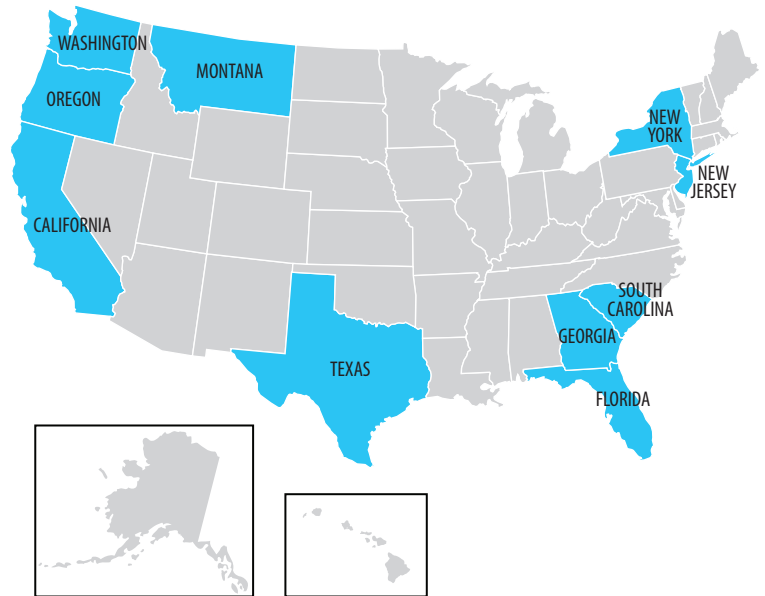 WASHINGTON
MONTANA
OREGON
NEW
YORK
NEW
JERSEY
CALIFORNIA
SOUTH
CAROLINA
GEORGIA
TEXAS
FLORIDA